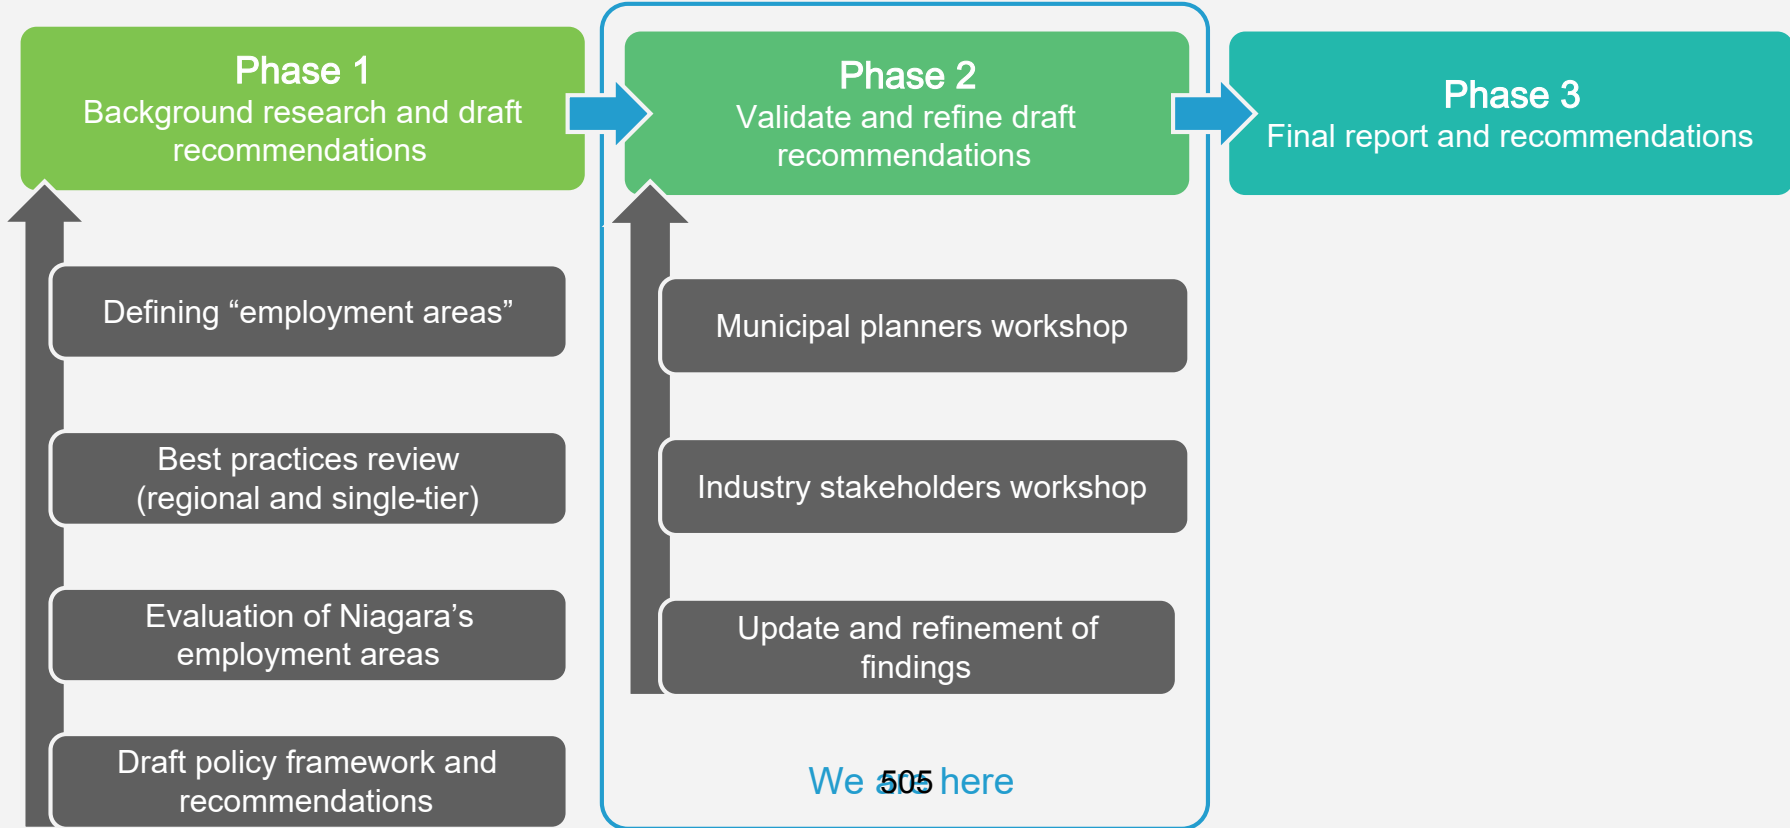 Phase 1
Background research and draft
recommendations
Defining “employment areas”
Best practices review
(regional and single-tier)
Evaluation of Niagara’s
employment areas
Draft policy framework and
recommendations
Phase 2
Validate and refine draft
recommendations
Municipal planners workshop
Industry stakeholders workshop
Update and refinement of
findings
We are here
505
Phase 3
Final report and recommendations